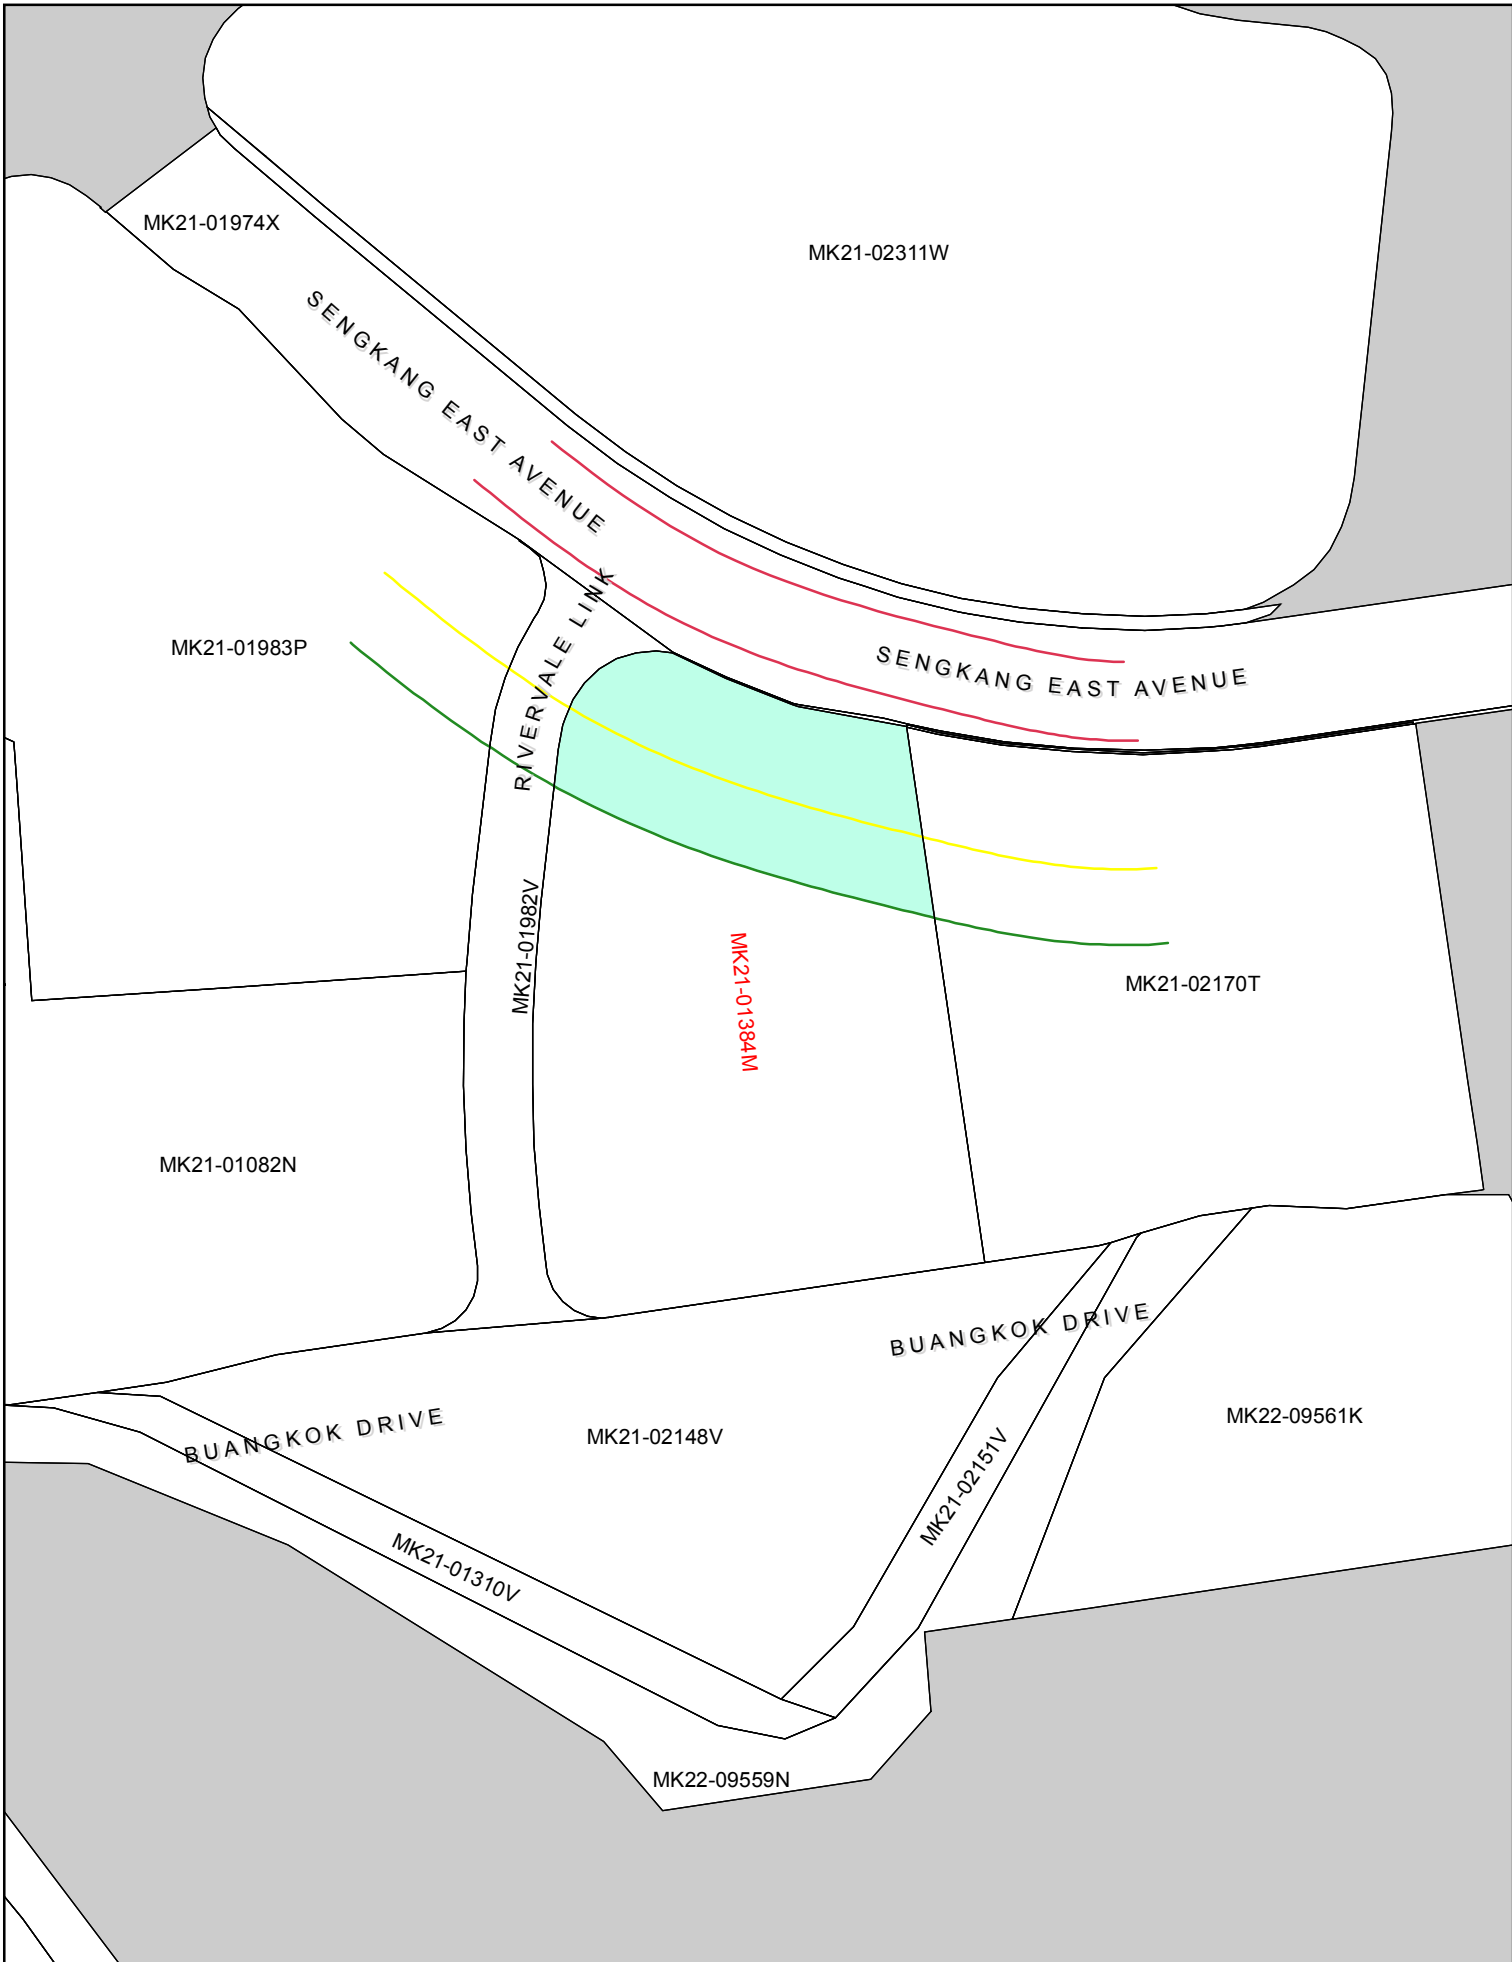 MK21-01974X
MK21-02311W
SENGKANG EAST AVENUE
RIVERVALE LINK
MK21-01983P
SENGKANG EAST AVENUE
MK21-01982V
MK21-01384M
MK21-02170T
MK21-01082N
BUANGKOK DRIVE
BUANGKOK DRIVE
MK21-02148V
MK22-09561K
MK21-02151V
MK21-01310V
MK22-09559N